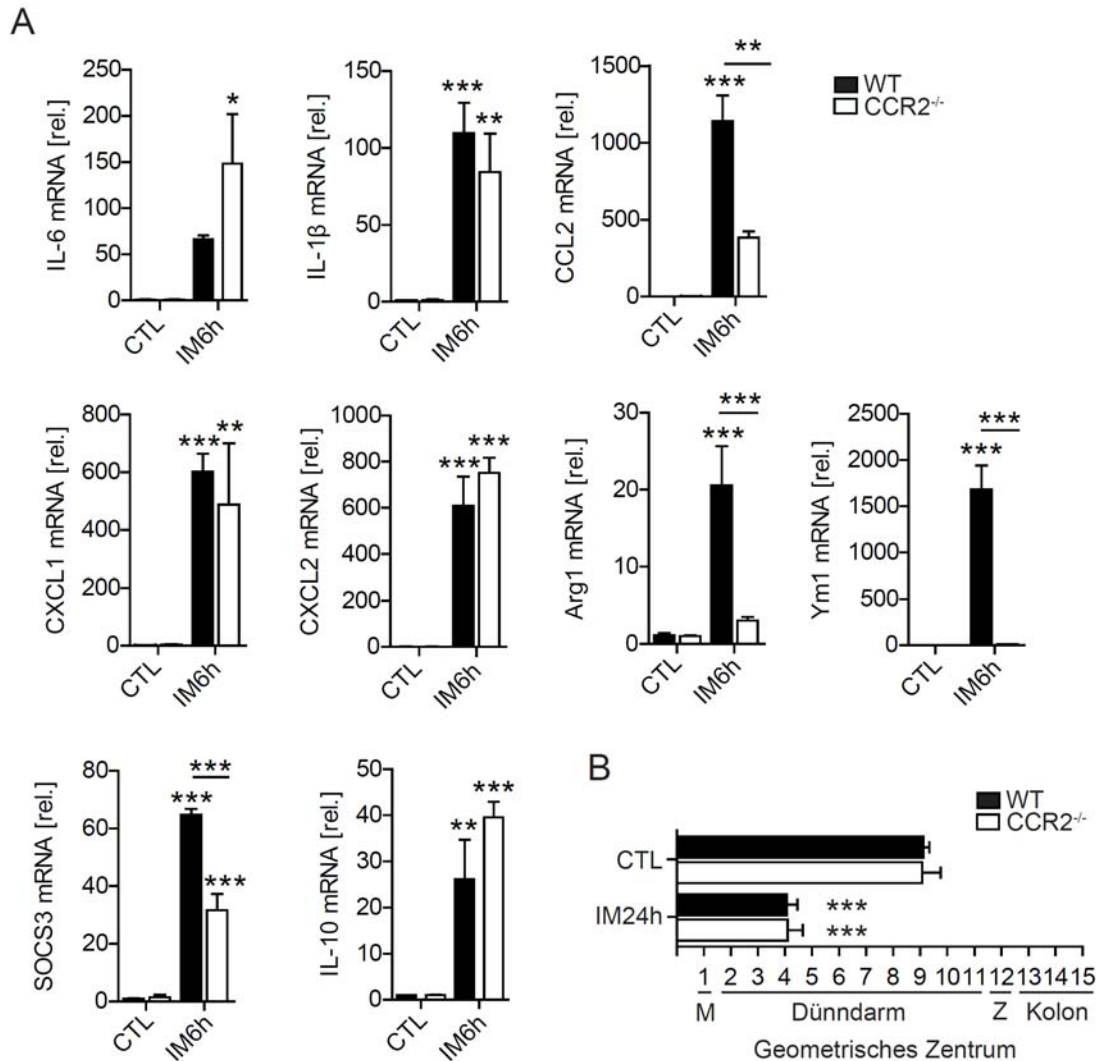 A
IL-6 mRNA [rel.]
250
200
150
100
50
0
*
CTL
IM6h
IL-1β mRNA [rel.]
150
100
50
0
***
**
CTL
IM6h
CCL2 mRNA [rel.]
1500
1000
500
0
**
***
CTL
IM6h
WT
CCR2-/-
CXCL1 mRNA [rel.]
800
600
400
200
0
***
**
CTL
IM6h
CXCL2 mRNA [rel.]
1000
800
600
400
200
0
***
***
CTL
IM6h
Arg1 mRNA [rel.]
30
20
10
0
***
***
CTL
IM6h
Ym1 mRNA [rel.]
2500
2000
1500
1000
500
0
***
***
CTL
IM6h
SOCS3 mRNA [rel.]
80
60
40
20
0
***
***
***
CTL
IM6h
IL-10 mRNA [rel.]
50
40
30
20
10
0
**
***
CTL
IM6h
B
WT
CCR2-/-
CTL
IM24h
***
***
1 2 3 4 5 6 7 8 9 10 11 12 13 14 15
M Dünndarm Z Kolon
Geometrisches Zentrum